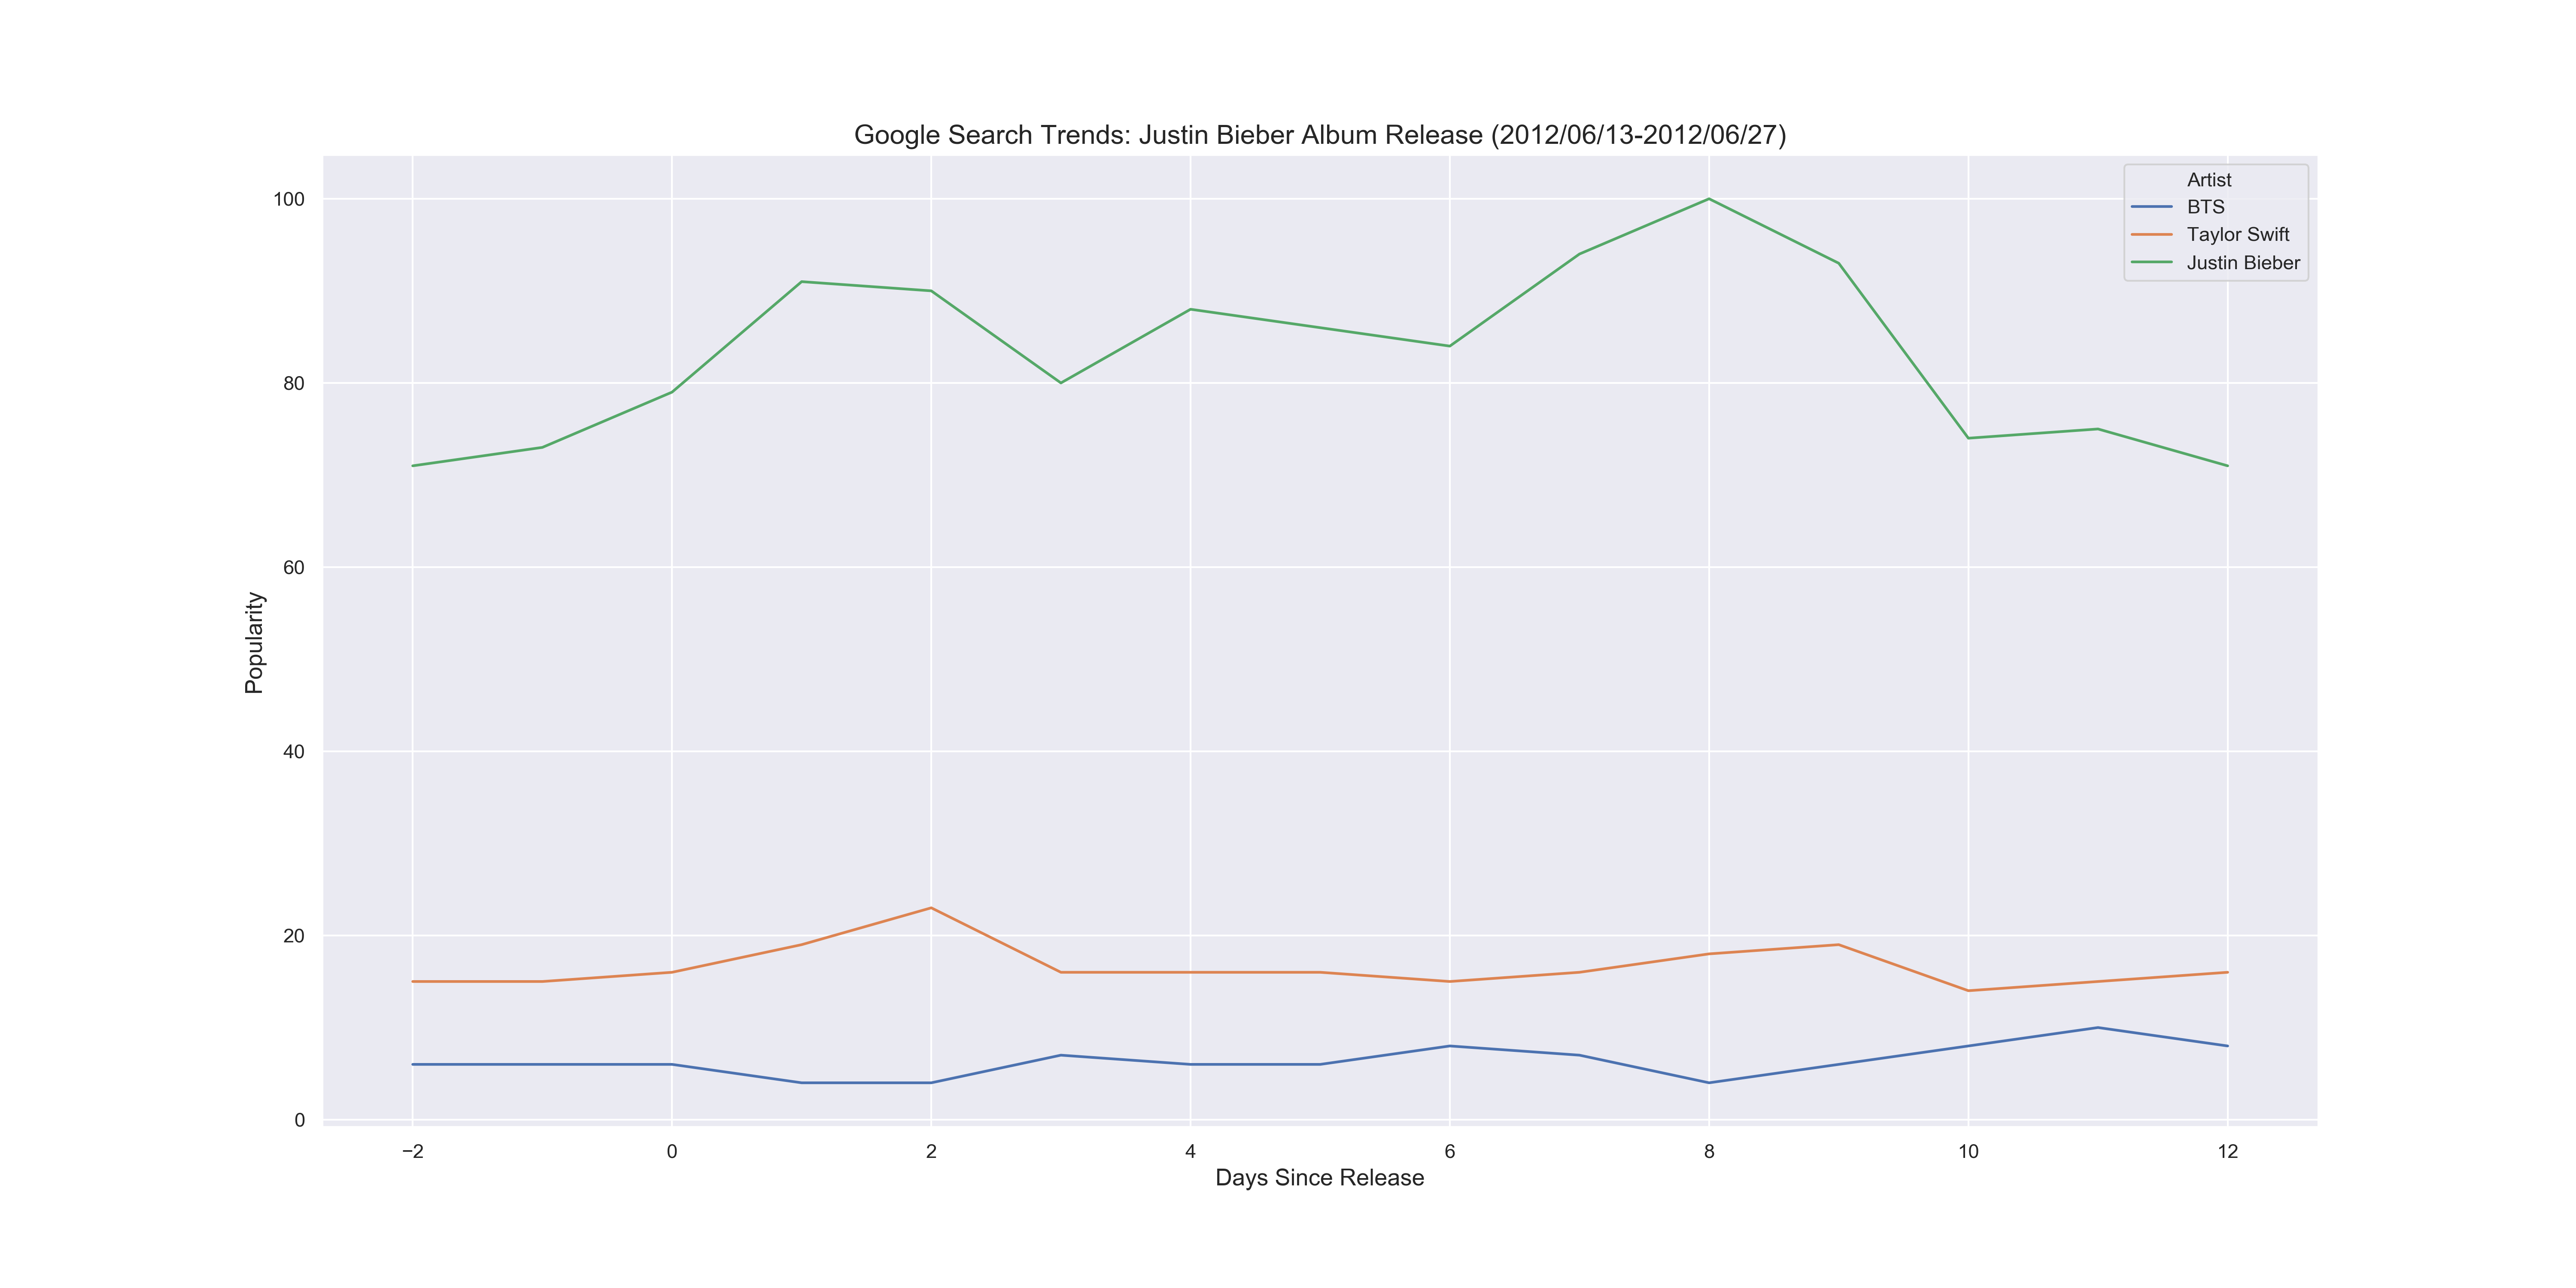 Google Search Trends: Justin Bieber Album Release (2012/06/13-2012/06/27)
Artist
BTS
Taylor Swift
Justin Bieber
Popularity
100
80
60
40
20
0
−2 0 2 4 6 8 10 12
Days Since Release